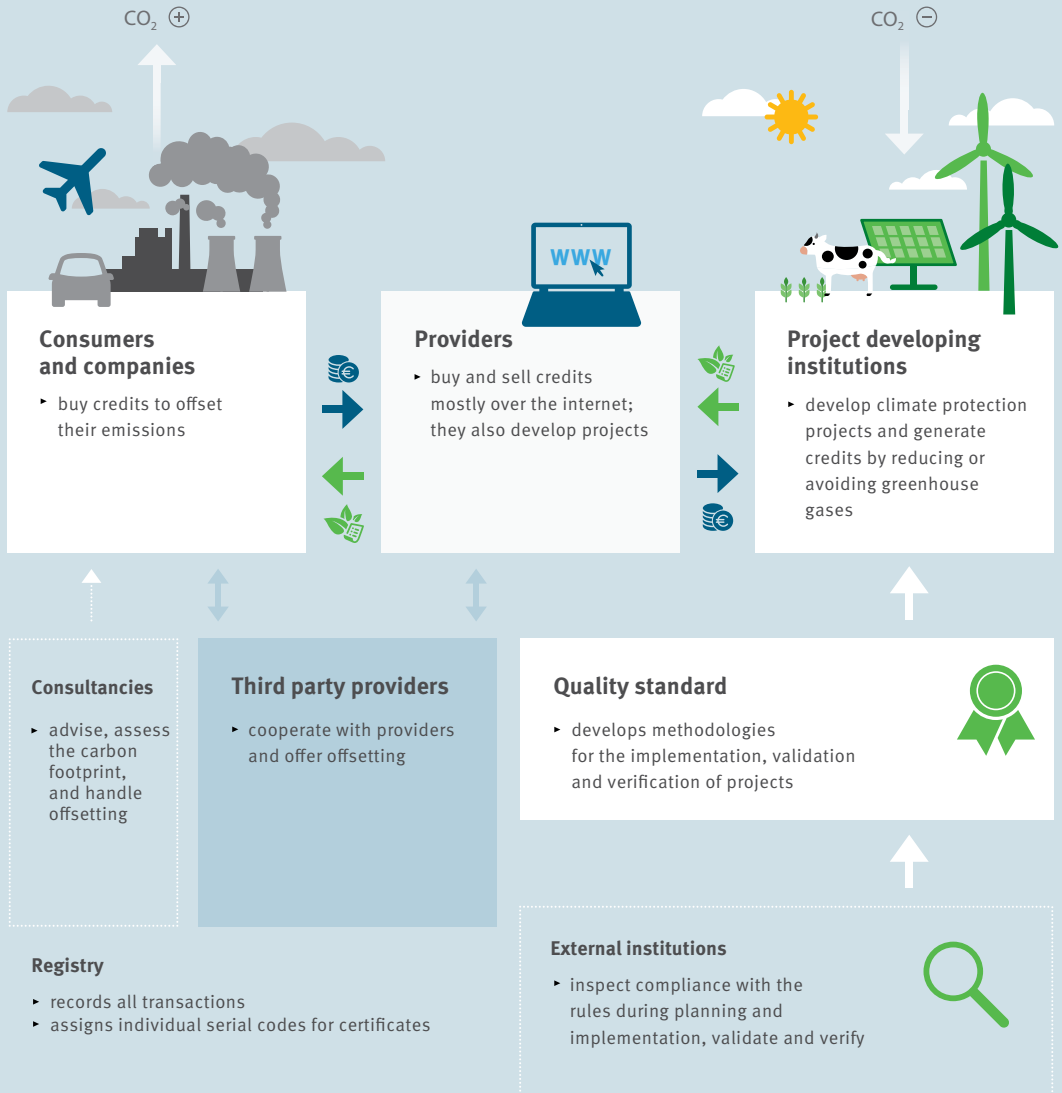 CO₂ ⊕
CO₂ ⊖
www
Consumers
and companies
▸ buy credits to offset
their emissions
Providers
▸ buy and sell credits
mostly over the internet;
they also develop projects
Project developing
institutions
▸ develop climate protection
projects and generate
credits by reducing or
avoiding greenhouse
gases
€
€
Consultancies
▸ advise, assess
the carbon
footprint,
and handle
offsetting
Third party providers
▸ cooperate with providers
and offer offsetting
Quality standard
▸ develops methodologies
for the implementation, validation
and verification of projects
Registry
▸ records all transactions
▸ assigns individual serial codes for certificates
External institutions
▸ inspect compliance with the
rules during planning and
implementation, validate and verify